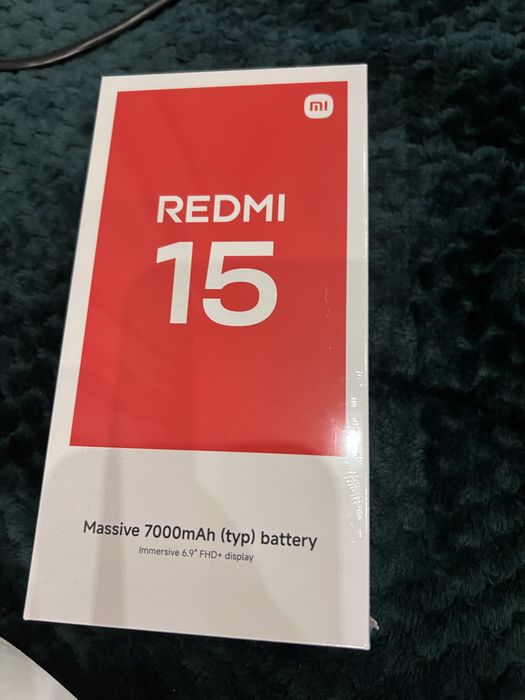 mi
REDMI
15
Massive 7000mAh (typ) battery
Immersive 6.9" FHD+ display